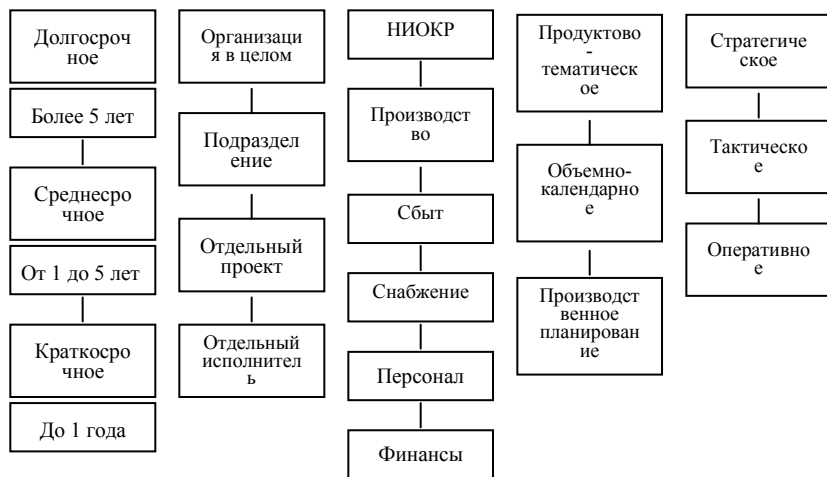 Долгосроч
ное
Более 5 лет
Среднесро
чное
От 1 до 5 лет
Краткосро
чное
До 1 года
Организаци
я в целом
Подраздел
ение
Отдельный
проект
Отдельный
исполнител
ь
НИОКР
Производст
во
Сбыт
Снабжение
Персонал
Финансы
Продуктово
-
тематическ
ое
Объемно-
календарно
е
Производст
венное
планирован
ие
Стратегиче
ское
Тактическо
е
Оперативно
е